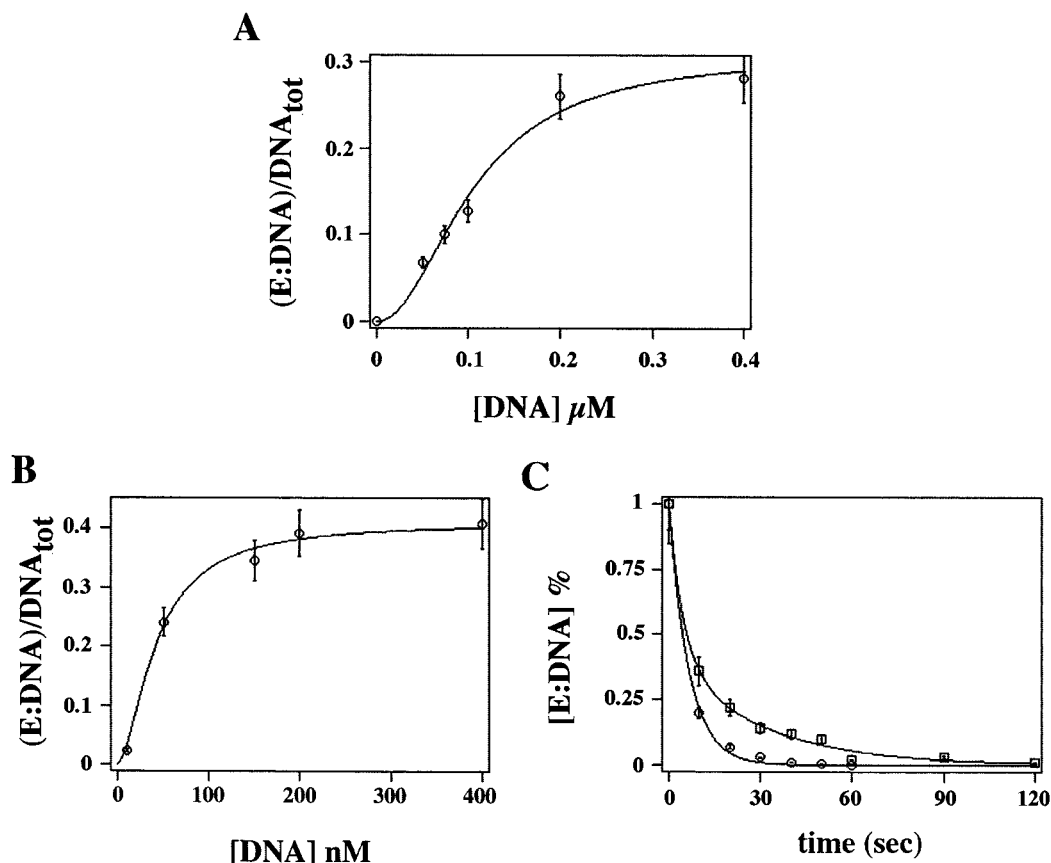 A
(E:DNA)/DNAtot
0.3
0.2
0.1
0
0 0.1 0.2 0.3 0.4
[DNA] µM
B
(E:DNA)/DNAtot
0.4
0.3
0.2
0.1
0
0 100 200 300 400
[DNA] nM
C
[E:DNA] %
1
0.75
0.5
0.25
0
0 30 60 90 120
time (sec)